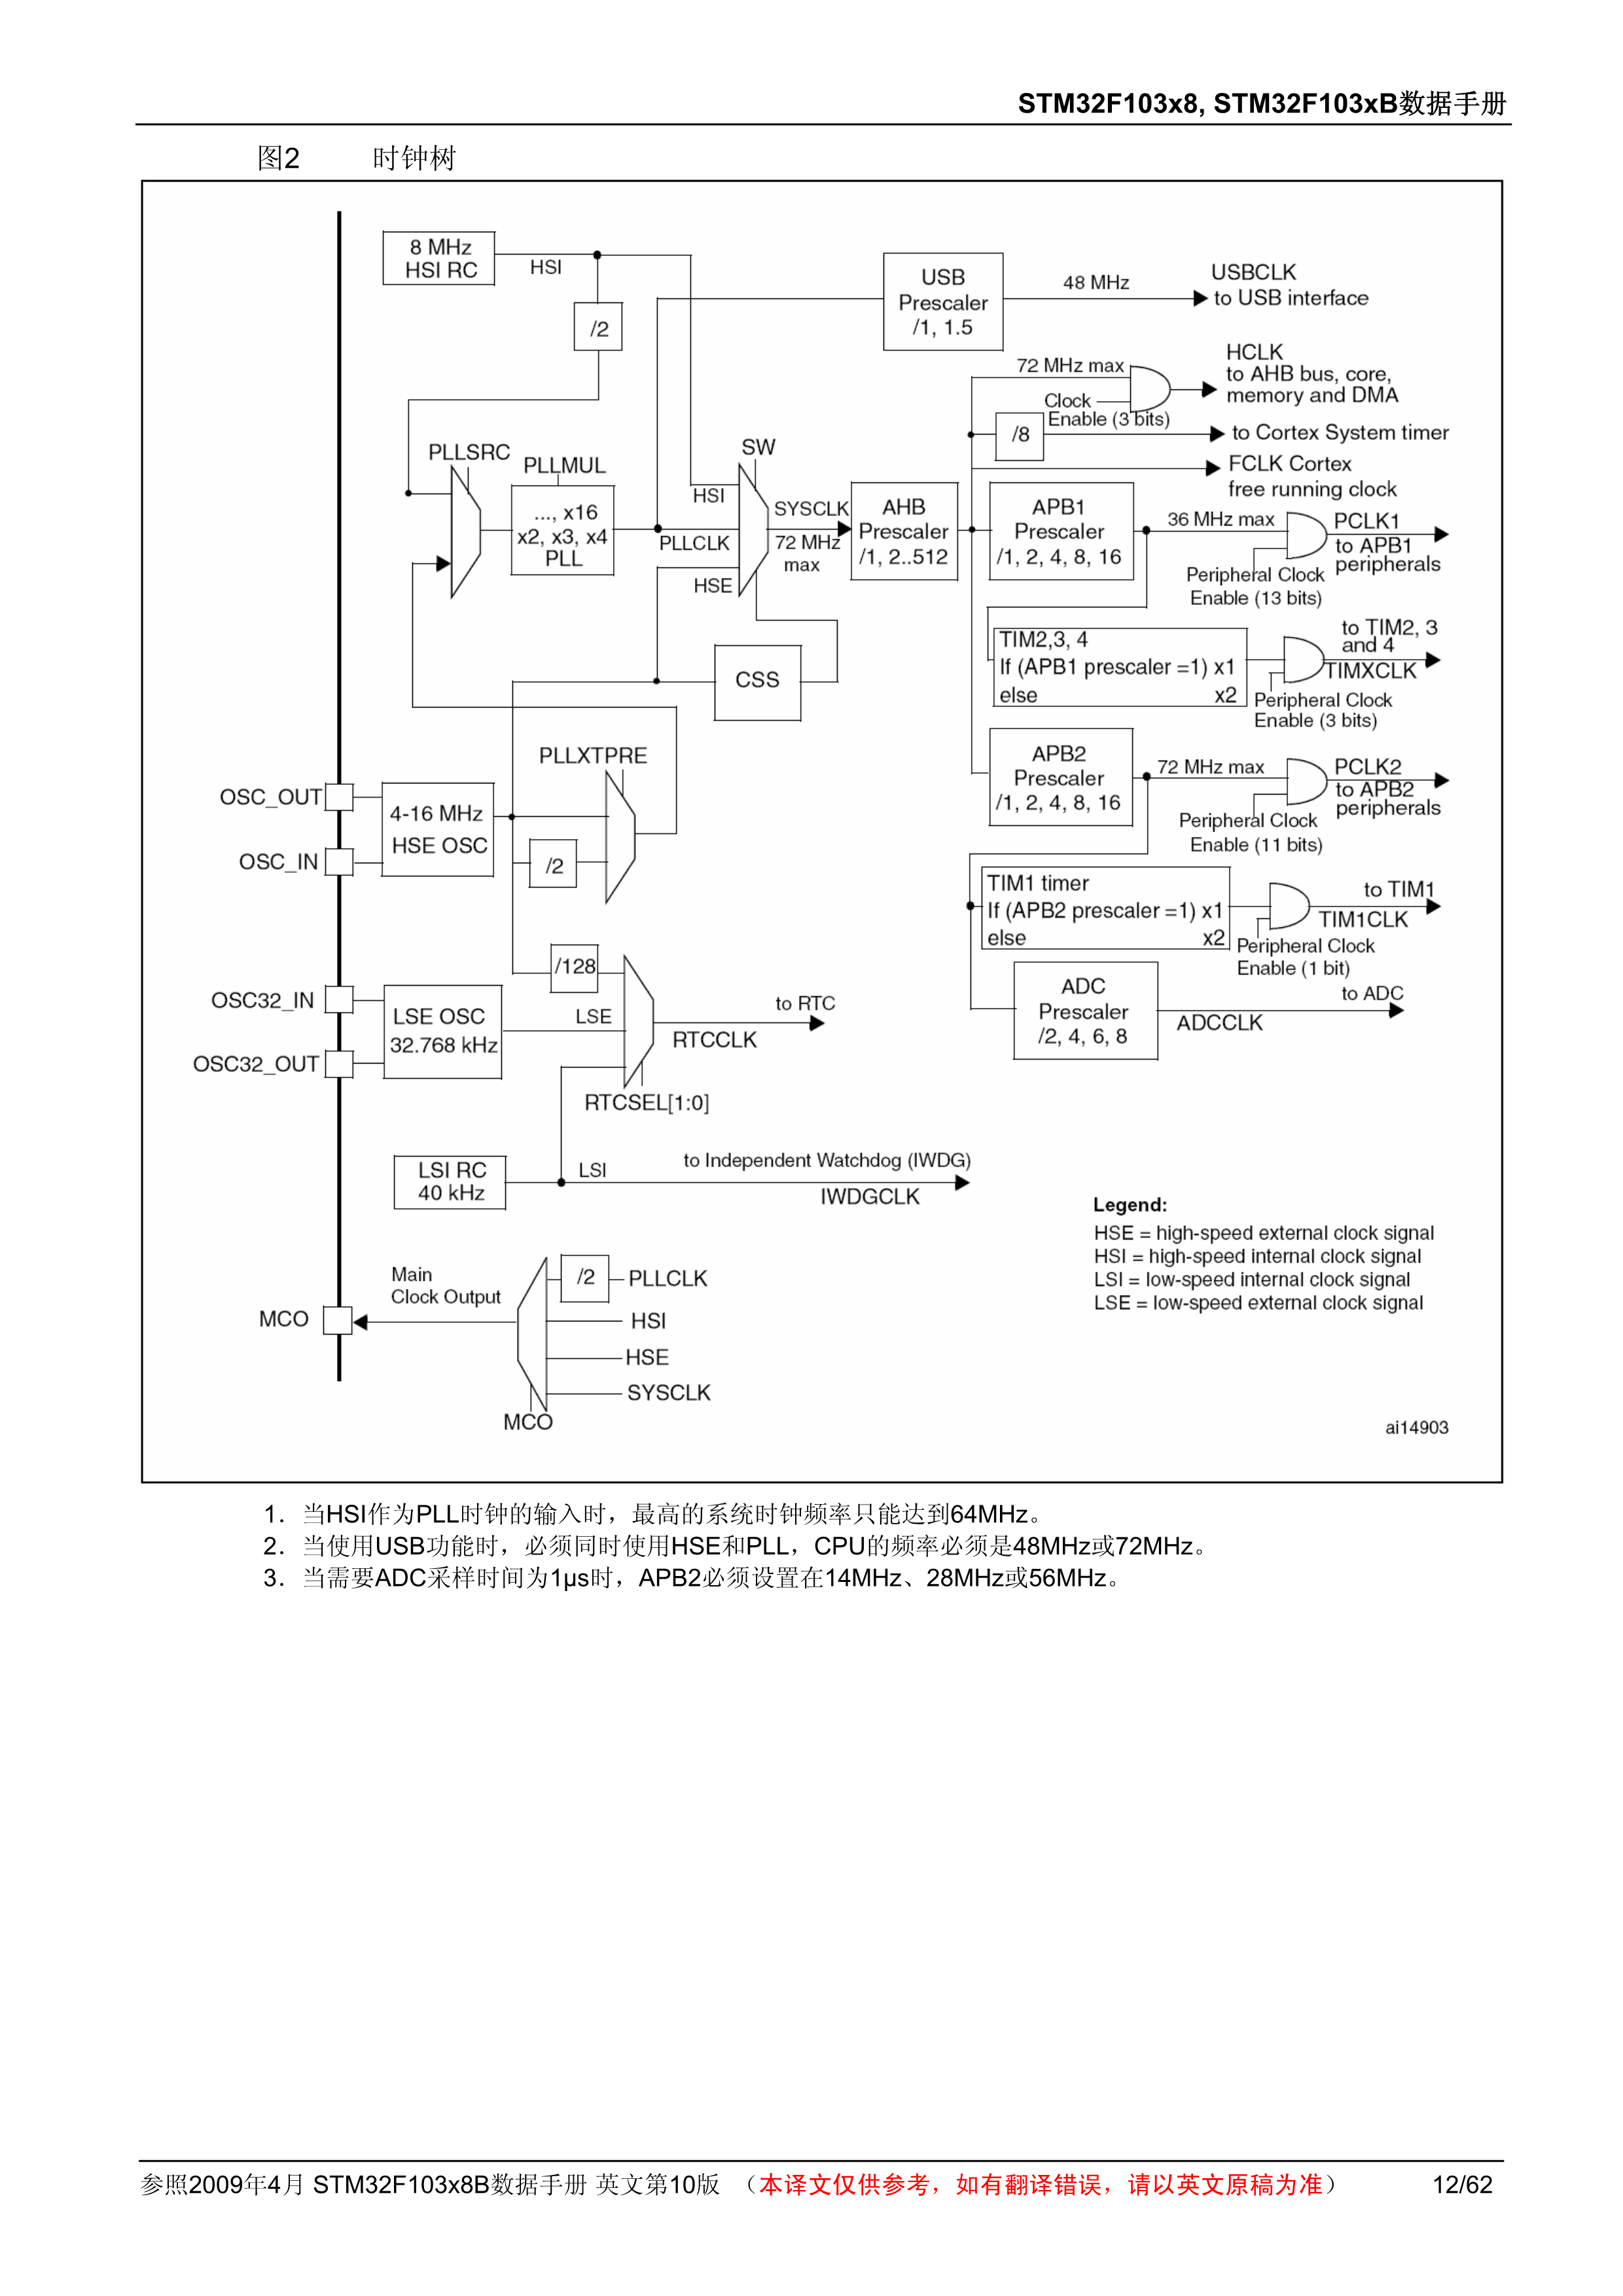 STM32F103x8, STM32F103xB数据手册
图2 时钟树
8 MHz
HSI RC
HSI
/2
USB
Prescaler
/1, 1.5
48 MHz
USBCLK
to USB interface
72 MHz max
Clock
Enable (3 bits)
HCLK
to AHB bus, core,
memory and DMA
/8
to Cortex System timer
FCLK Cortex
free running clock
PLLSRC
PLLMUL
..., x16
x2, x3, x4
PLL
SW
HSI
PLLCLK
HSE
SYSCLK
72 MHz
max
AHB
Prescaler
/1, 2..512
APB1
Prescaler
/1, 2, 4, 8, 16
36 MHz max
PCLK1
to APB1
peripherals
Peripheral Clock
Enable (13 bits)
TIM2,3, 4
If (APB1 prescaler =1) x1
else x2
to TIM2, 3
and 4
TIMXCLK
Peripheral Clock
Enable (3 bits)
CSS
APB2
Prescaler
/1, 2, 4, 8, 16
72 MHz max
PCLK2
to APB2
peripherals
Peripheral Clock
Enable (11 bits)
PLLXTPRE
OSC_OUT
OSC_IN
4-16 MHz
HSE OSC
/2
TIM1 timer
If (APB2 prescaler =1) x1
else x2
to TIM1
TIM1CLK
Peripheral Clock
Enable (1 bit)
ADC
Prescaler
/2, 4, 6, 8
to ADC
ADCCLK
/128
OSC32_IN
OSC32_OUT
LSE OSC
32.768 kHz
LSE
to RTC
RTCCLK
RTCSEL[1:0]
LSI RC
40 kHz
LSI
to Independent Watchdog (IWDG)
IWDGCLK
Legend:
HSE = high-speed external clock signal
HSI = high-speed internal clock signal
LSI = low-speed internal clock signal
LSE = low-speed external clock signal
Main
Clock Output
MCO
/2
PLLCLK
HSI
HSE
SYSCLK
MCO
ai14903
1. 当HSI作为PLL时钟的输入时，最高的系统时钟频率只能达到64MHz。
2. 当使用USB功能时，必须同时使用HSE和PLL，CPU的频率必须是48MHz或72MHz。
3. 当需要ADC采样时间为1μs时，APB2必须设置在14MHz、28MHz或56MHz。
参照2009年4月 STM32F103x8B数据手册 英文第10版 （本译文仅供参考，如有翻译错误，请以英文原稿为准） 12/62